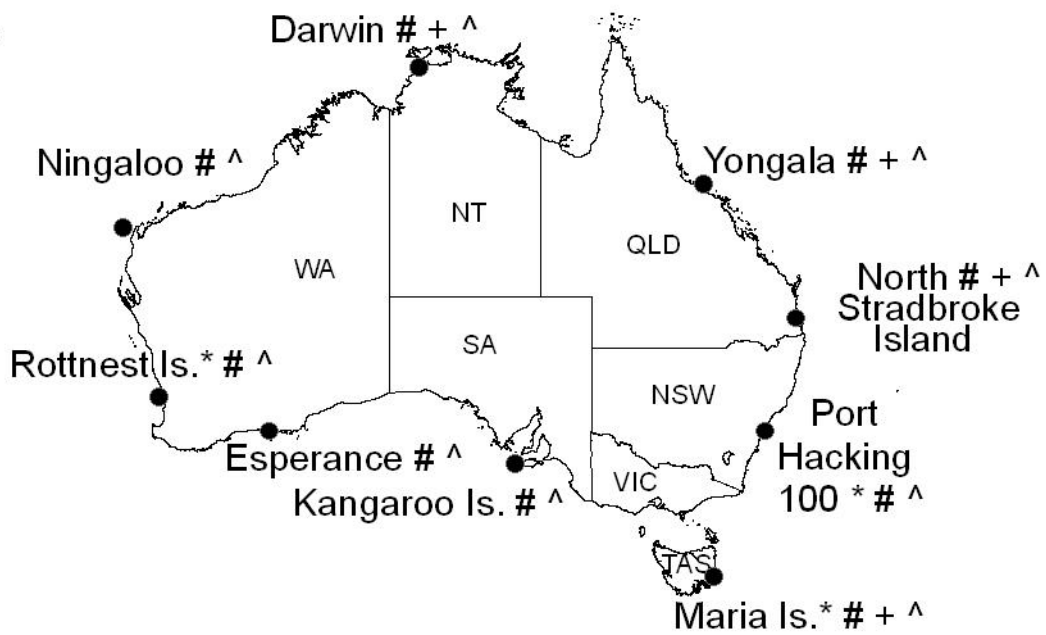 Darwin # + ^
Ningaloo # ^
Yongala # + ^
NT
QLD
WA
North # + ^
Stradbroke
Island
SA
Rottnest Is.* # ^
NSW
Port
Hacking
100 * # ^
Esperance # ^
Kangaroo Is. # ^
VIC
TAS
Maria Is.* # + ^